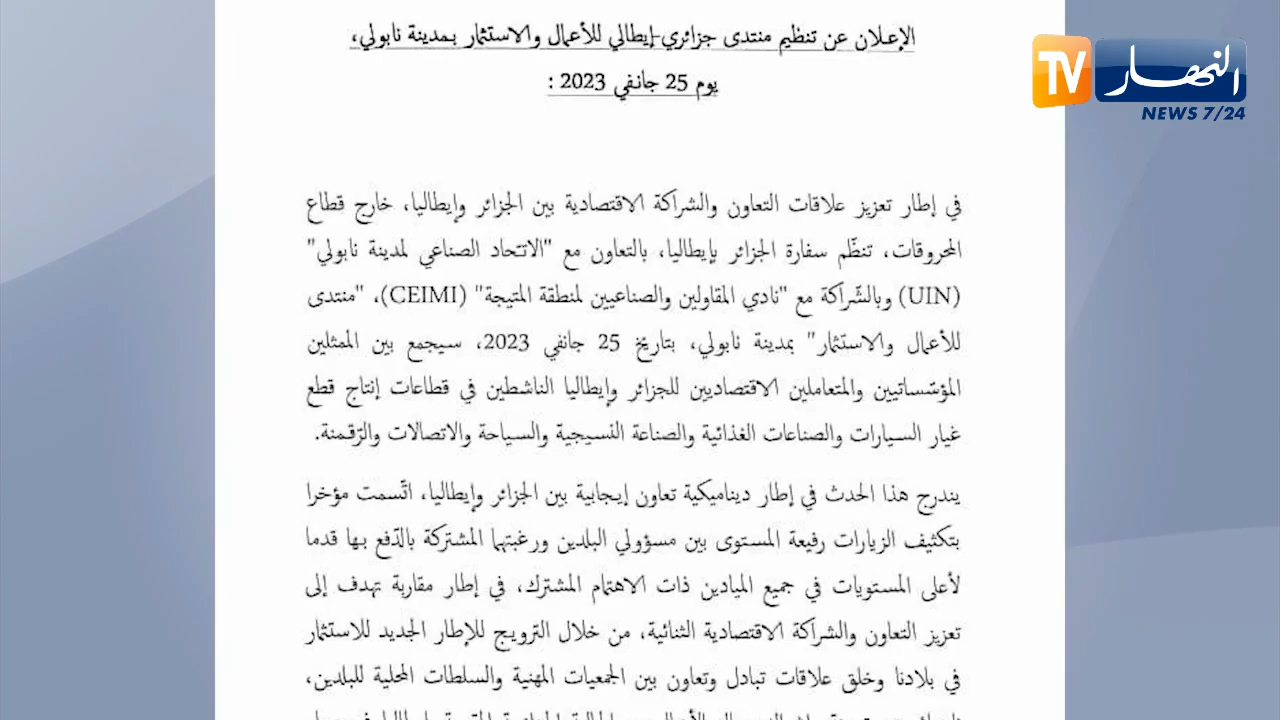 الإعلان عن تنظيم منتدى جزائري-إيطالي للأعمال والاستثمار بمدينة نابولي،
يوم 25 جانفي 2023 :
النهار TV
NEWS 7/24
في إطار تعزيز علاقات التعاون والشراكة الاقتصادية بين الجزائر وإيطاليا، خارج قطاع
المحروقات، تنظّم سفارة الجزائر بإيطاليا، بالتعاون مع "الاتحاد الصناعي لمدينة نابولي"
(UIN) وبالشّراكة مع "نادي المقاولين والصناعيين لمنطقة المتيجة" (CEIMI)، "منتدى
للأعمال والاستثمار" بمدينة نابولي، بتاريخ 25 جانفي 2023، سيجمع بين الممثلين
المؤسّساتيين والمتعاملين الاقتصاديين للجزائر وإيطاليا الناشطين في قطاعات إنتاج قطع
غيار السيارات والصناعات الغذائية والصناعة النسيجية والسياحة والاتصالات والرّقمنة.
يندرج هذا الحدث في إطار ديناميكية تعاون إيجابية بين الجزائر وإيطاليا، اتّسمت مؤخرا
بتكثيف الزيارات رفيعة المستوى بين مسؤولي البلدين ورغبتهما المشتركة بالدّفع بها قدما
لأعلى المستويات في جميع الميادين ذات الاهتمام المشترك، في إطار مقاربة تهدف إلى
تعزيز التعاون والشراكة الاقتصادية الثنائية، من خلال الترويج للإطار الجديد للاستثمار
في بلادنا وخلق علاقات تبادل وتعاون بين الجمعيات المهنية والسلطات المحلية للبلدين،